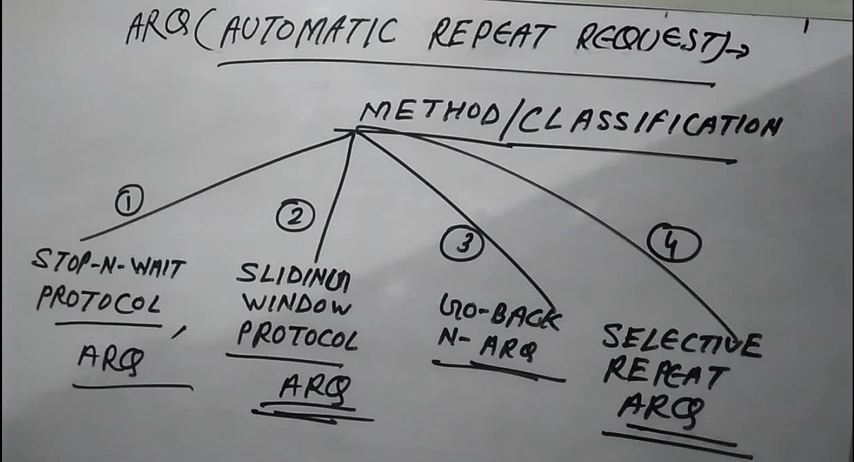 ARQ (AUTOMATIC REPEAT REQUEST)→
METHOD/CLASSIFICATION
①
STOP-N-WAIT
PROTOCOL,
ARQ
②
SLIDING
WINDOW
PROTOCOL
ARQ
③
GO-BACK
N-ARQ
④
SELECTIVE
REPEAT
ARQ